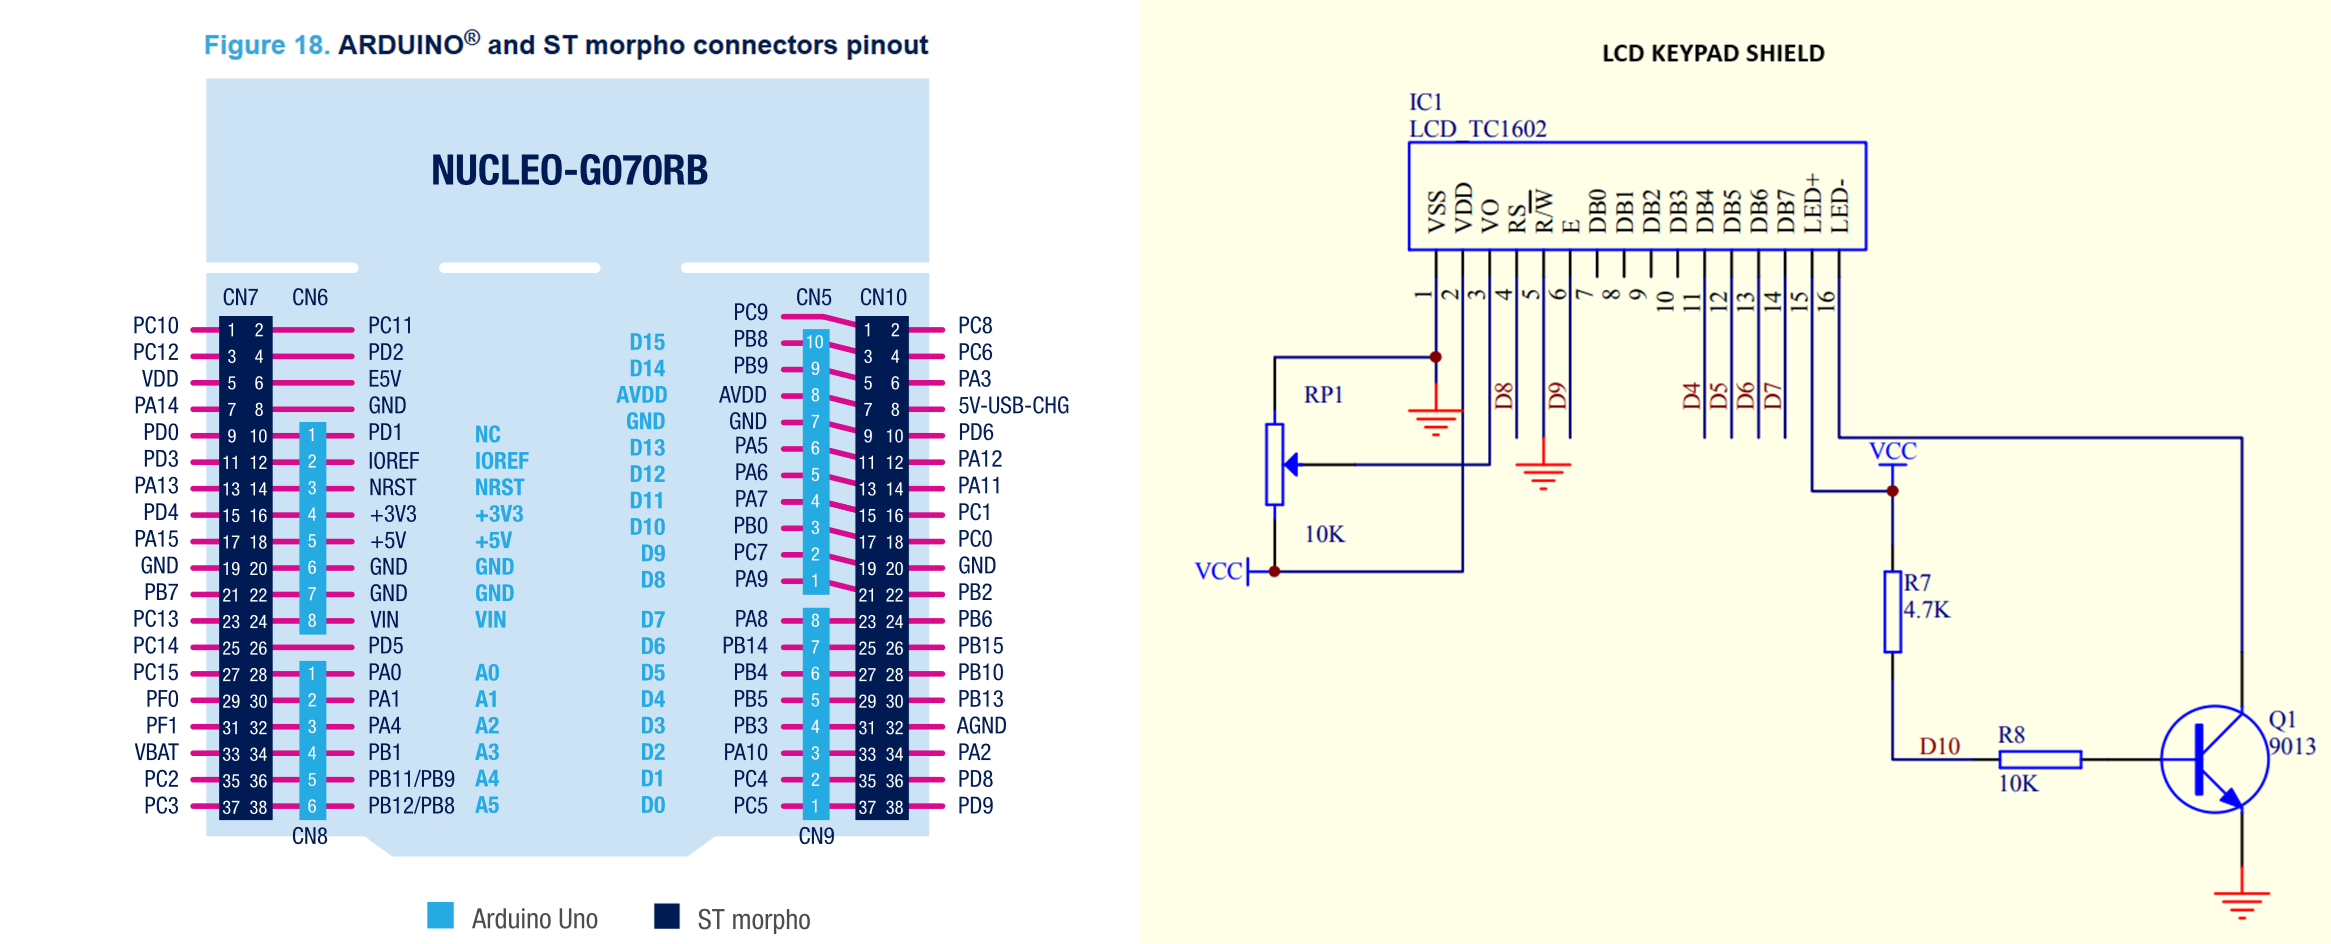 Figure 18. ARDUINO® and ST morpho connectors pinout
NUCLEO-G070RB
CN7 CN6 CN5 CN10
PC9
PC10 1 2 PC11 1 2 PC8
D15 PB8 10
PC12 3 4 PD2 3 4 PC6
D14 PB9 9
VDD 5 6 E5V 5 6 PA3
AVDD AVDD 8
PA14 7 8 GND 7 8 5V-USB-CHG
GND GND 7
PD0 9 10 1 PD1 NC 9 10 PD6
D13 PA5 6
PD3 11 12 2 IOREF IOREF 11 12 PA12
D12 PA6 5
PA13 13 14 3 NRST NRST 13 14 PA11
D11 PA7 4
PD4 15 16 4 +3V3 +3V3 15 16 PC1
D10 PB0 3
PA15 17 18 5 +5V +5V 17 18 PC0
D9 PC7 2
GND 19 20 6 GND GND 19 20 GND
D8 PA9 1
PB7 21 22 7 GND GND 21 22 PB2
PC13 23 24 8 VIN VIN D7 PA8 8 23 24 PB6
PC14 25 26 PD5 D6 PB14 7 25 26 PB15
PC15 27 28 1 PA0 A0 D5 PB4 6 27 28 PB10
PF0 29 30 2 PA1 A1 D4 PB5 5 29 30 PB13
PF1 31 32 3 PA4 A2 D3 PB3 4 31 32 AGND
VBAT 33 34 4 PB1 A3 D2 PA10 3 33 34 PA2
PC2 35 36 5 PB11/PB9 A4 D1 PC4 2 35 36 PD8
PC3 37 38 6 PB12/PB8 A5 D0 PC5 1 37 38 PD9
CN8 CN9
Arduino Uno ST morpho
LCD KEYPAD SHIELD
IC1
LCD_TC1602
VSS VDD VO RS R/W E DB0 DB1 DB2 DB3 DB4 DB5 DB6 DB7 LED+ LED-
1 2 3 4 5 6 7 8 9 10 11 12 13 14 15 16
RP1 D8 D9 D4 D5 D6 D7
VCC
10K
VCC
R7
4.7K
D10 R8
10K
Q1
9013